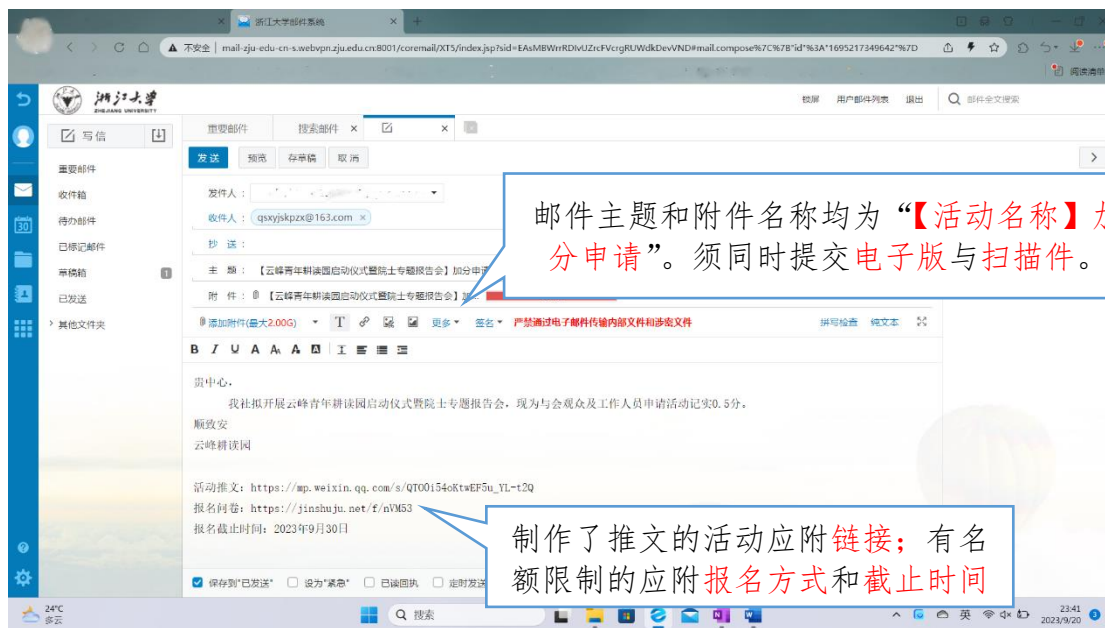 浙江大学邮件系统
不安全 mail-zju-edu-cn-s.webvpn.zju.edu.cn:8001/coremail/XT5/index.jsp?sid=EAsMBWrrRDIvUZrcFVcrgRUWdkDevVND#mail.compose%7C%7B"id"%3A"1695217349642"%7D
阅读清单
浙江大学
ZHEJIANG UNIVERSITY
锁屏 用户邮件列表 退出 邮件全文搜索
写信
重要邮件 搜索邮件
发送 预览 存草稿 取消
重要邮件
收件箱
待办邮件
已标记邮件
草稿箱 1
已发送
其他文件夹
30
发件人：
收件人： qsxyjskpzx@163.com
抄 送：
主 题： 【云峰青年耕读园启动仪式暨院士专题报告会】加分申请
附 件： 【云峰青年耕读园启动仪式暨院士专题报告会】加...
邮件主题和附件名称均为“【活动名称】加
分申请”。须同时提交电子版与扫描件。
添加附件(最大2.00G) 更多 签名 严禁通过电子邮件传输内部文件和涉密文件 拼写检查 纯文本
贵中心，
我社拟开展云峰青年耕读园启动仪式暨院士专题报告会，现为与会观众及工作人员申请活动记实0.5分。
顺致安
云峰耕读园
活动推文：https://mp.weixin.qq.com/s/QTO0i54oKtwEF5u_YL-t2Q
报名问卷：https://jinshuju.net/f/nVM53
报名截止时间：2023年9月30日
制作了推文的活动应附链接；有名
额限制的应附报名方式和截止时间
保存到"已发送" 设为"紧急" 已读回执 定时发送
24°C
多云
搜索
英
23:41
2023/9/20